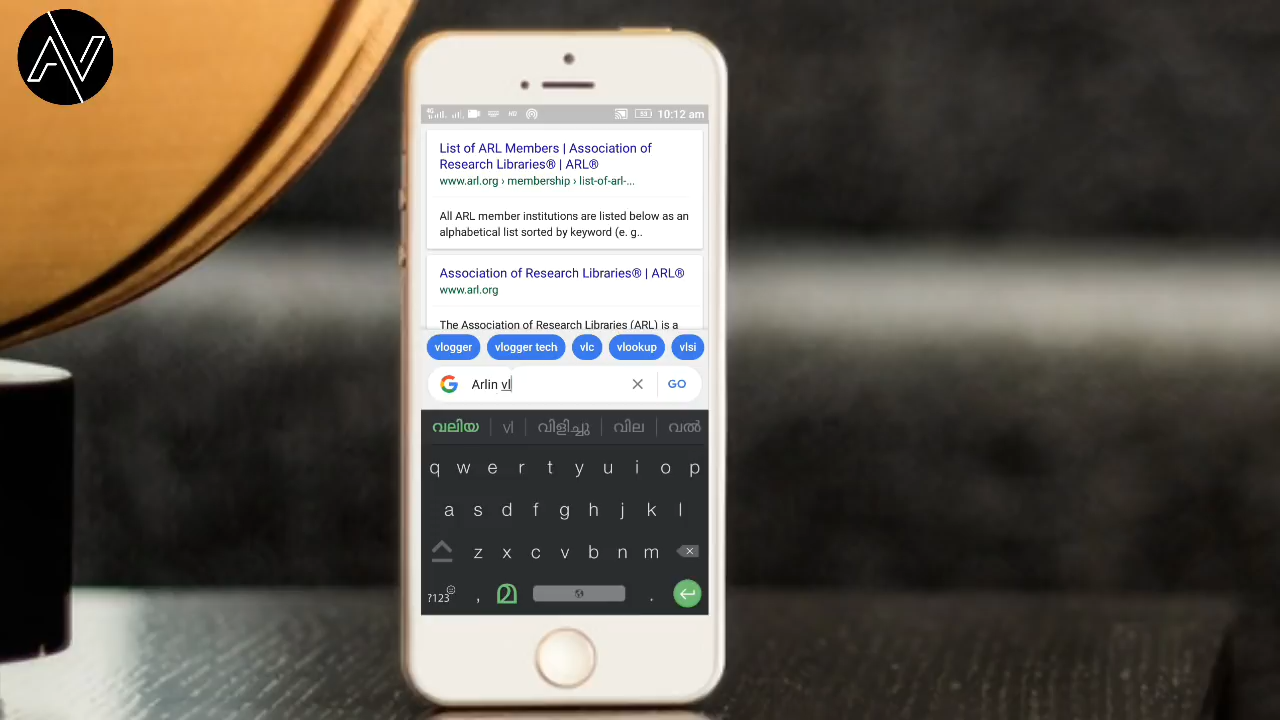 AV
4G
HD
10:12 am
List of ARL Members | Association of
Research Libraries® | ARL®
www.arl.org › membership › list-of-arl-...
All ARL member institutions are listed below as an
alphabetical list sorted by keyword (e. g..
Association of Research Libraries® | ARL®
www.arl.org
The Association of Research Libraries (ARL) is a
vlogger vlogger tech vlc vlookup vlsi
G Arlin vl GO
വലിയ vl വിളിച്ചു വില വൽ
q w e r t y u i o p
a s d f g h j k l
z x c v b n m
?123 , മ .